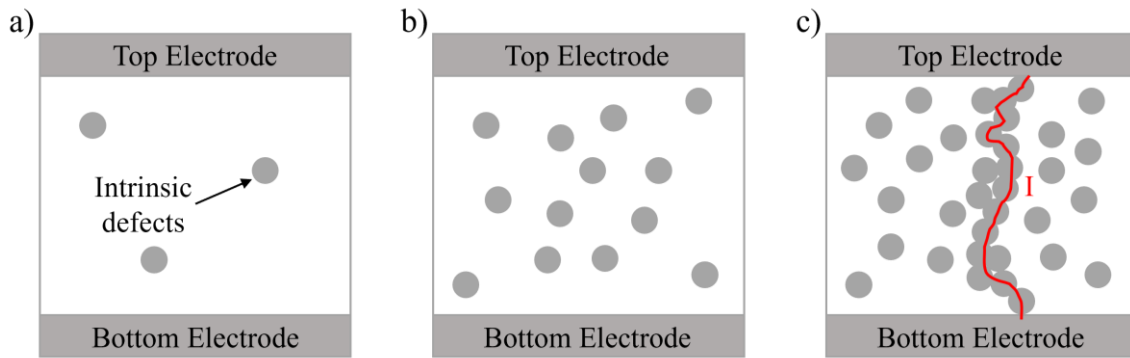 a)
Top Electrode
Intrinsic
defects
Bottom Electrode
b)
Top Electrode
Bottom Electrode
c)
Top Electrode
I
Bottom Electrode